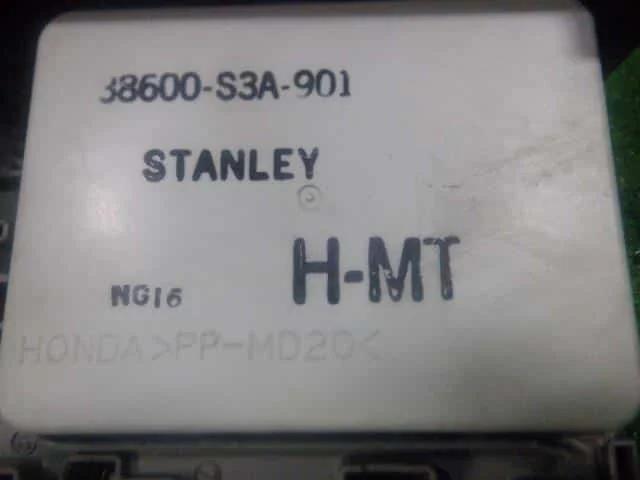 38600-S3A-901
STANLEY
H-MT
NG16
HONDA>PP-MD20<